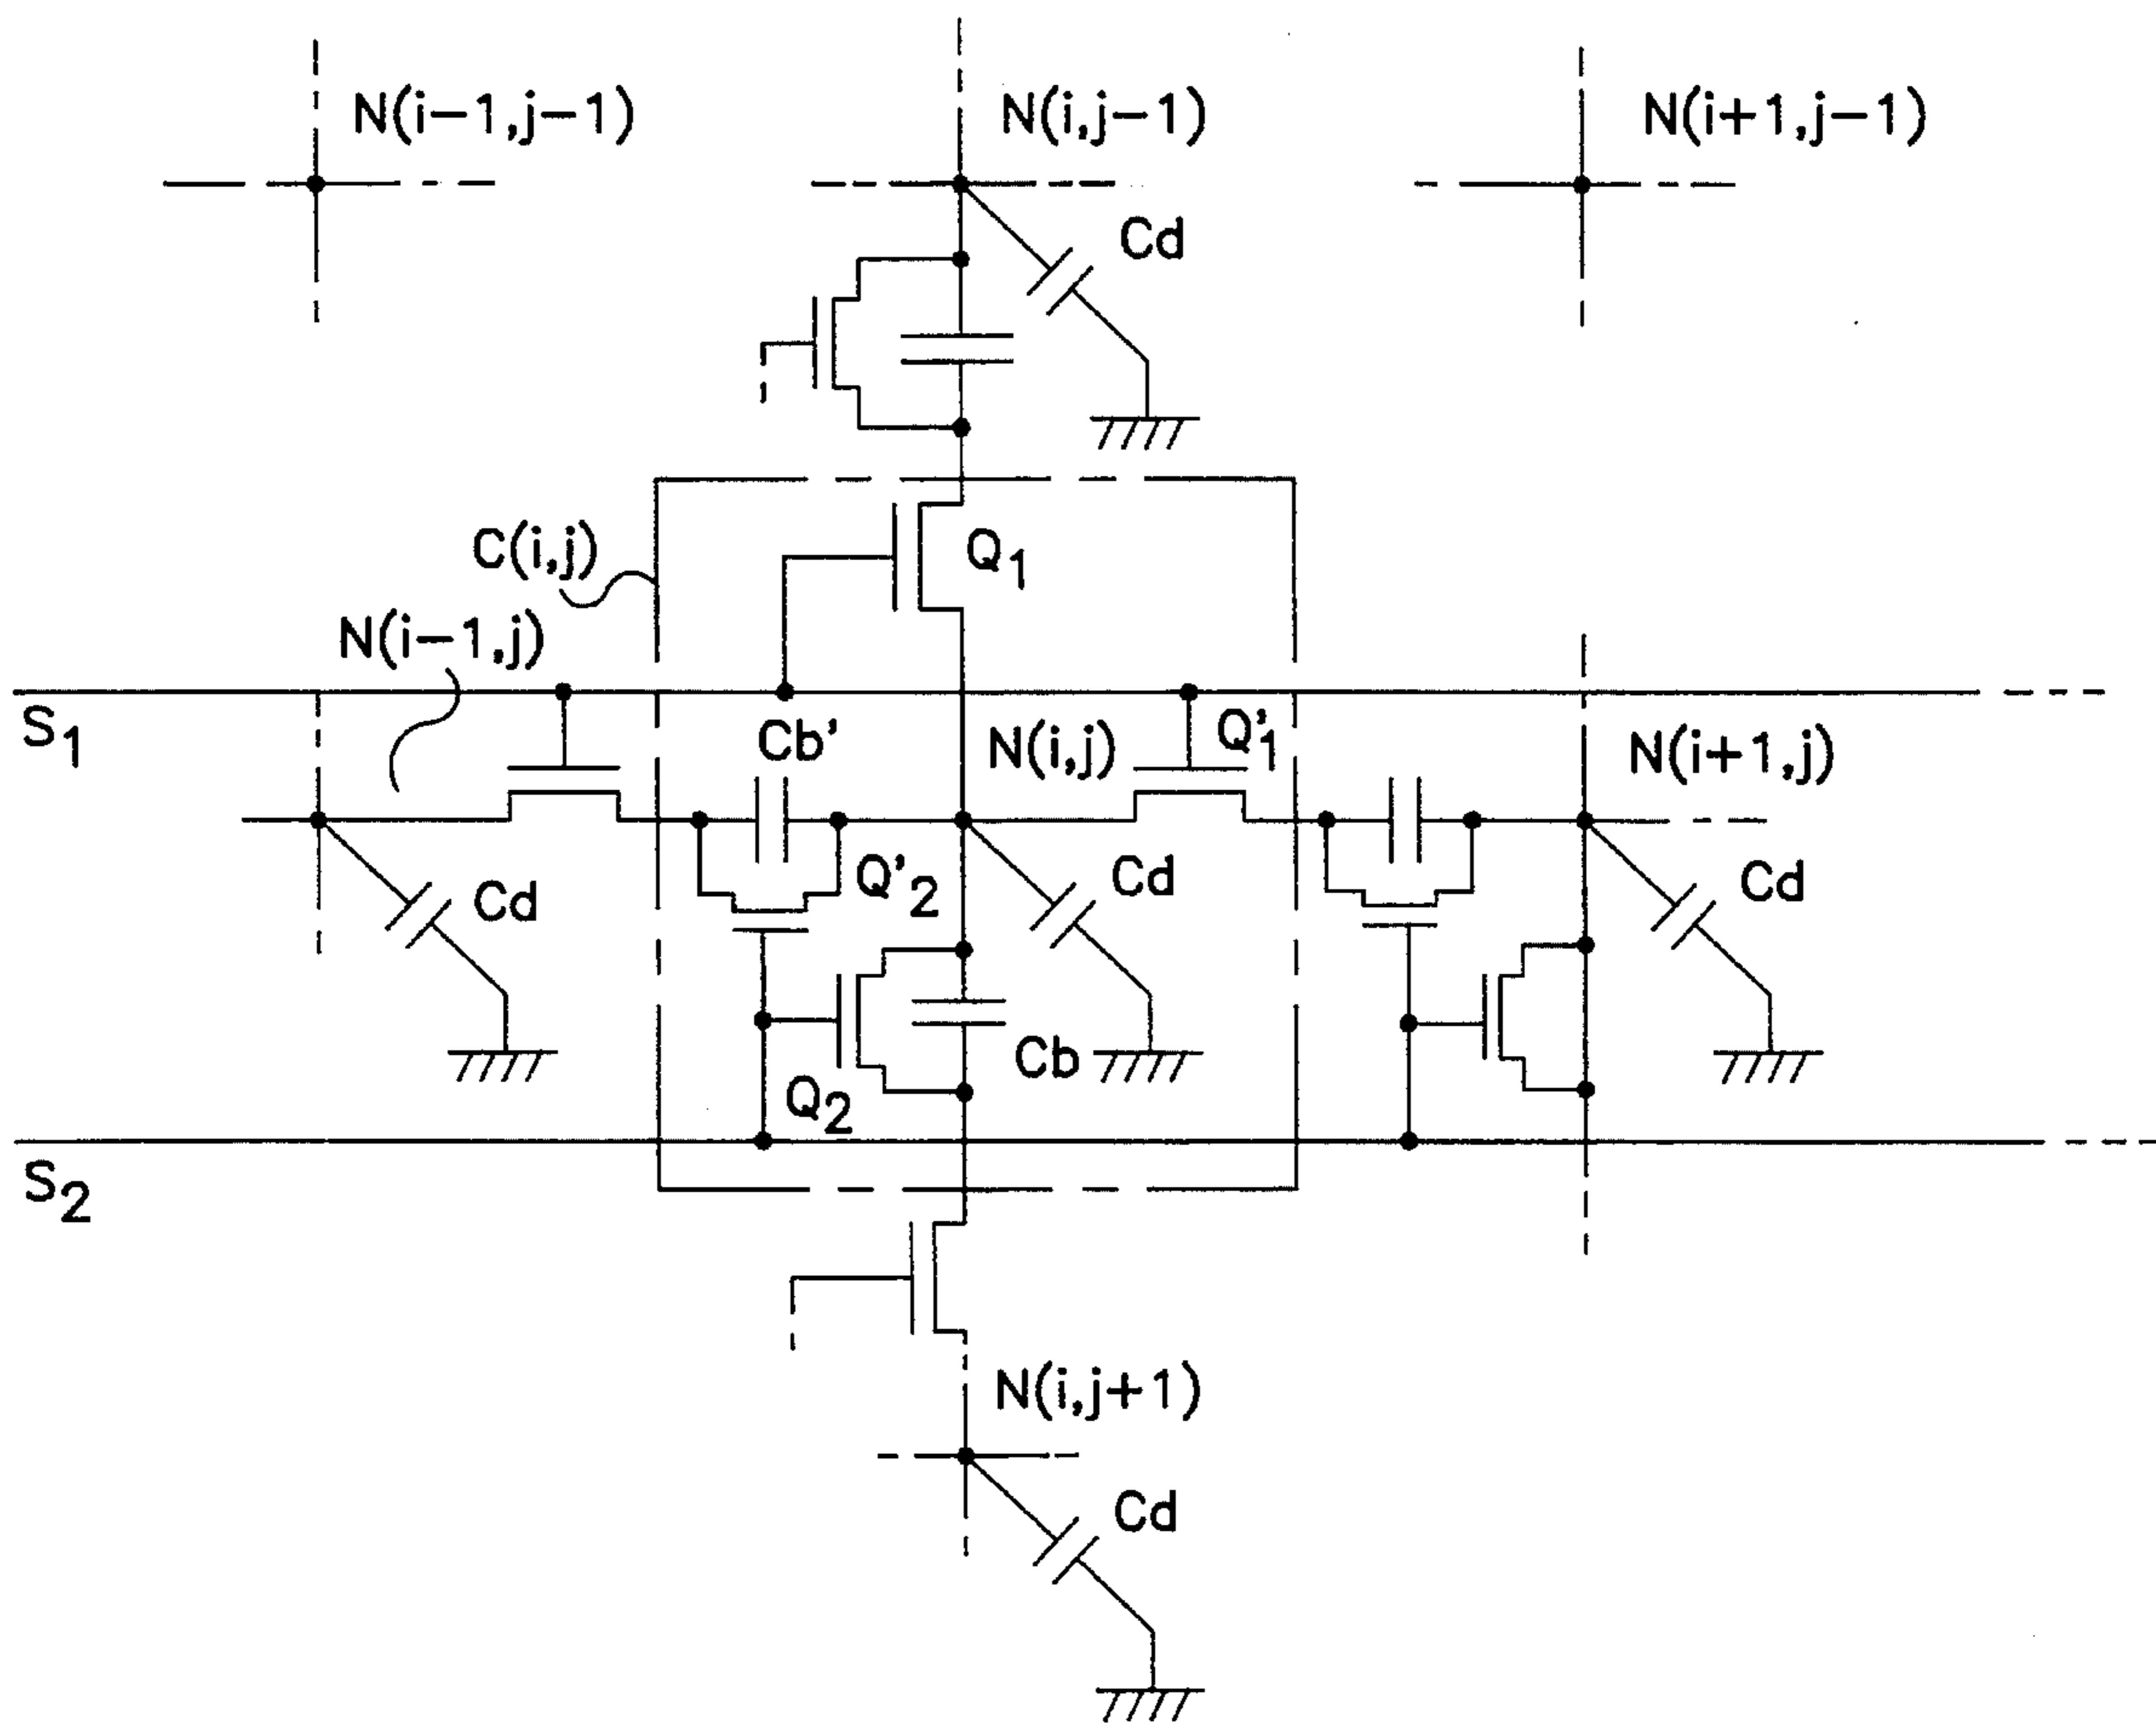 N(i-1,j-1)
N(i,j-1)
N(i+1,j-1)
Cd
C(i,j)
Q1
N(i-1,j)
S1
Cb'
N(i,j)
Q'1
N(i+1,j)
Cd
Q'2
Cd
Cd
Cb
Q2
S2
N(i,j+1)
Cd